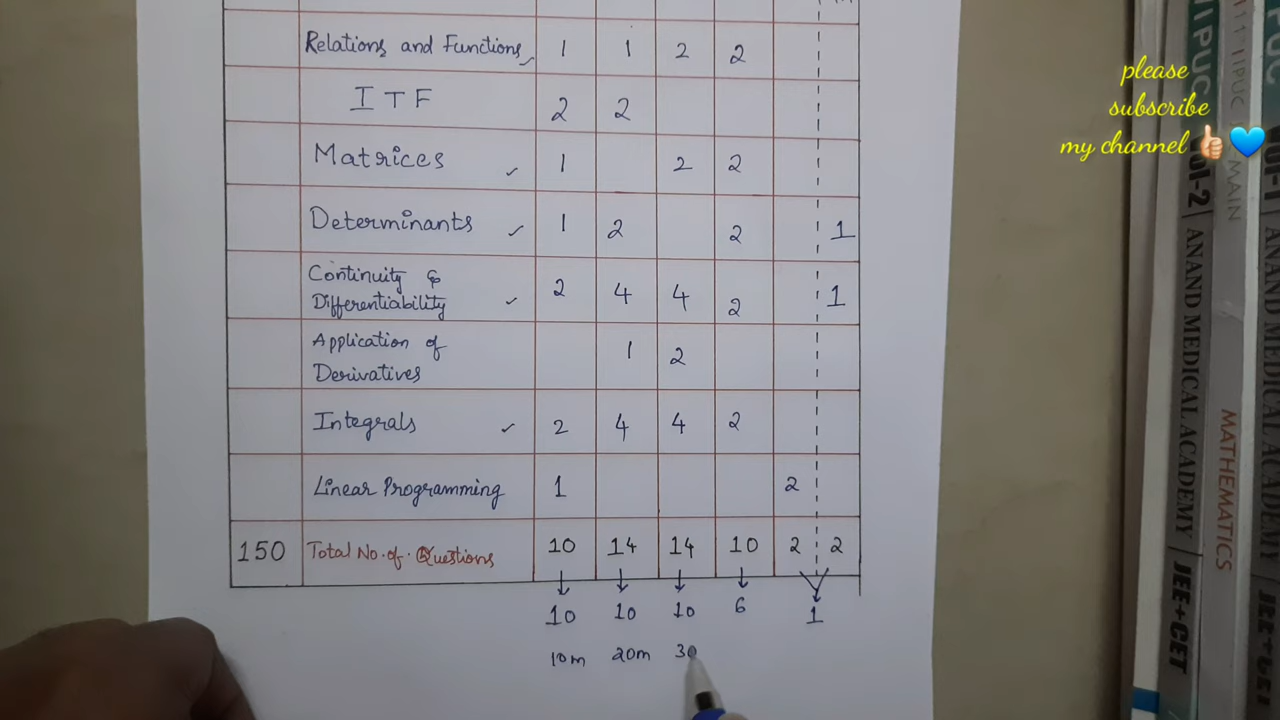 Relations and Functions 1 1 2 2
ITF 2 2
Matrices 1 2 2
Determinants 1 2 2 1
Continuity &
Differentiability 2 4 4 2 1
Application of
Derivatives 1 2
Integrals 2 4 4 2
Linear Programming 1 2
150 Total No. of. Questions 10 14 14 10 2 2
10 10 10 6 1
10m 20m 30
please
subscribe
my channel
ANAND MEDICAL ACADEMY JEE+CET
MATHEMATICS
ANAND MEDICAL ACADEMY